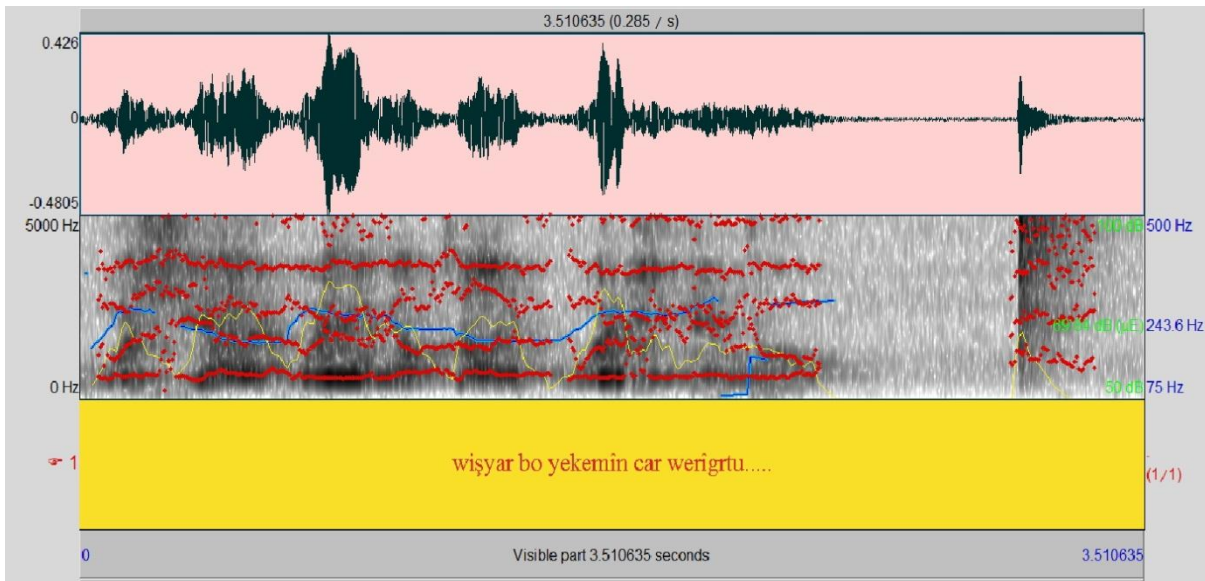 3.510635 (0.285 / s)
0.426
0
-0.4805
5000 Hz
100 dB 500 Hz
243.6 Hz
0 Hz
50 dB 75 Hz
1
wişyar bo yekemîn car werîgrtu.....
(1/1)
0 Visible part 3.510635 seconds 3.510635